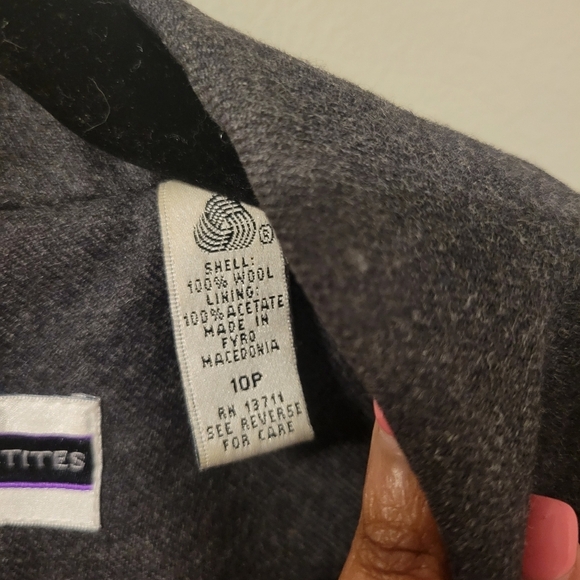 ®
SHELL:
100% WOOL
LINING:
100% ACETATE
MADE IN
FYRO
MACEDONIA
10P
RN 13711
SEE REVERSE
FOR CARE
TITES